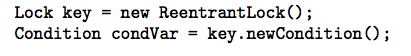 Lock key = new ReentrantLock();
Condition condVar = key.newCondition();